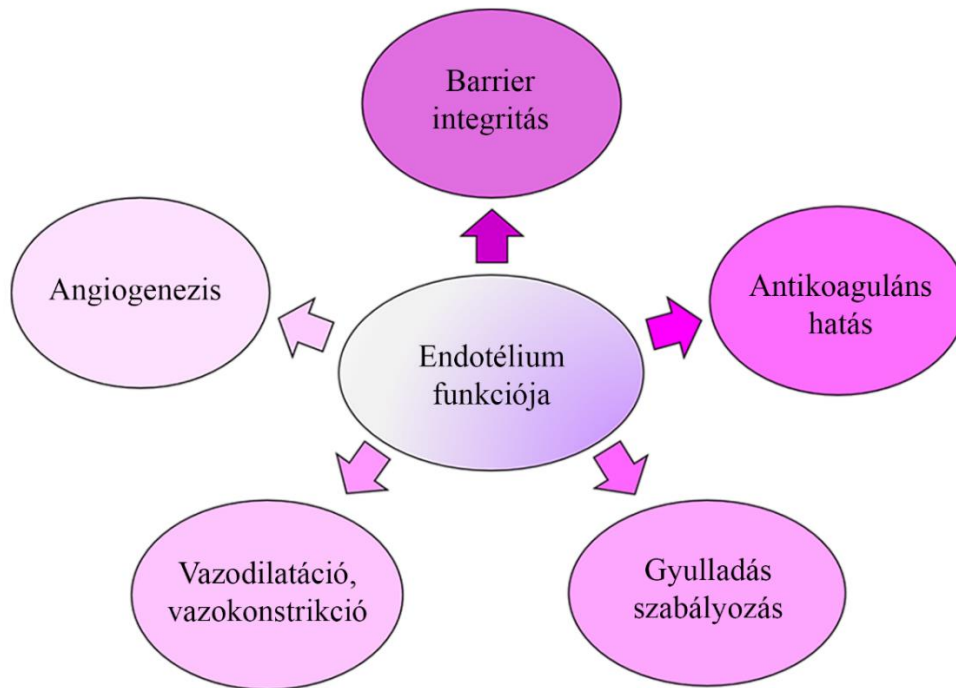 Barrier
integritás
Angiogenezis
Antikoaguláns
hatás
Endotélium
funkciója
Vazodilatáció,
vazokonstrikció
Gyulladás
szabályozás